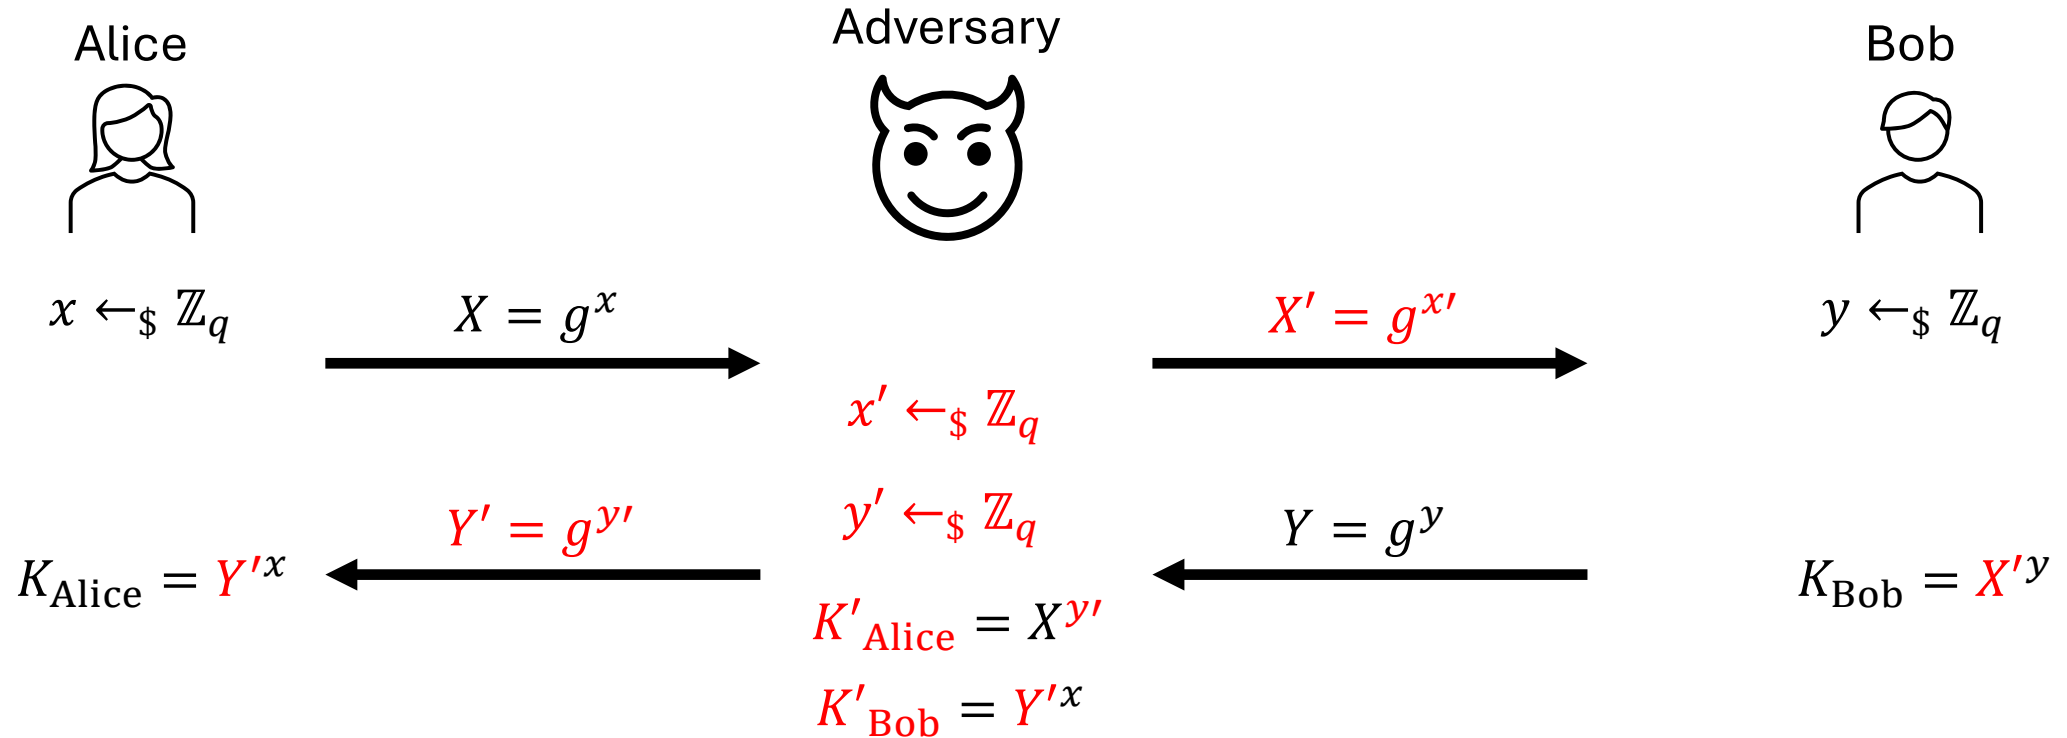 Alice
Adversary
Bob
x ←$ ℤq
X = g^x
X′ = g^x′
y ←$ ℤq
x′ ←$ ℤq
y′ ←$ ℤq
Y′ = g^y′
Y = g^y
K_Alice = Y′^x
K_Bob = X′^y
K′_Alice = X^y′
K′_Bob = Y′^x